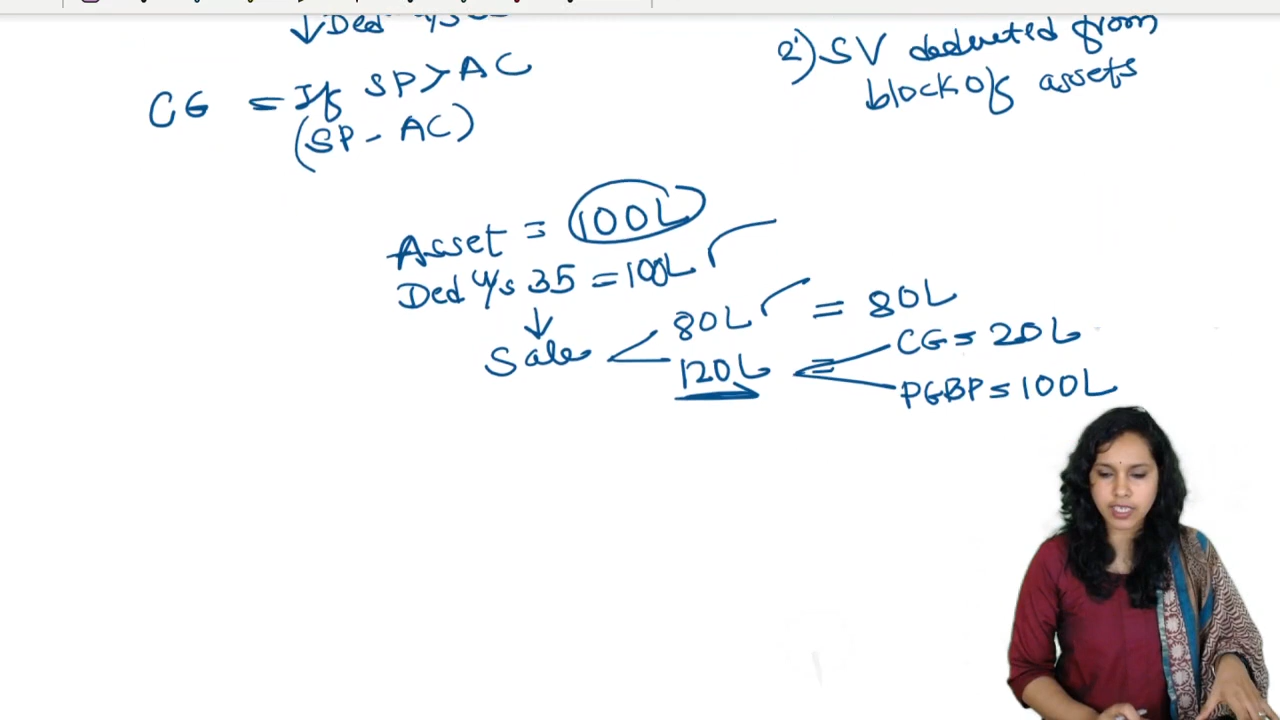 ↓Ded u/s
CG = If SP > AC
(SP - AC)
2) SV deducted from
block of assets
Asset = 100L
Ded u/s 35 = 100L
↓
Sale 80L = 80L
120L = CG = 20L
PGBP = 100L